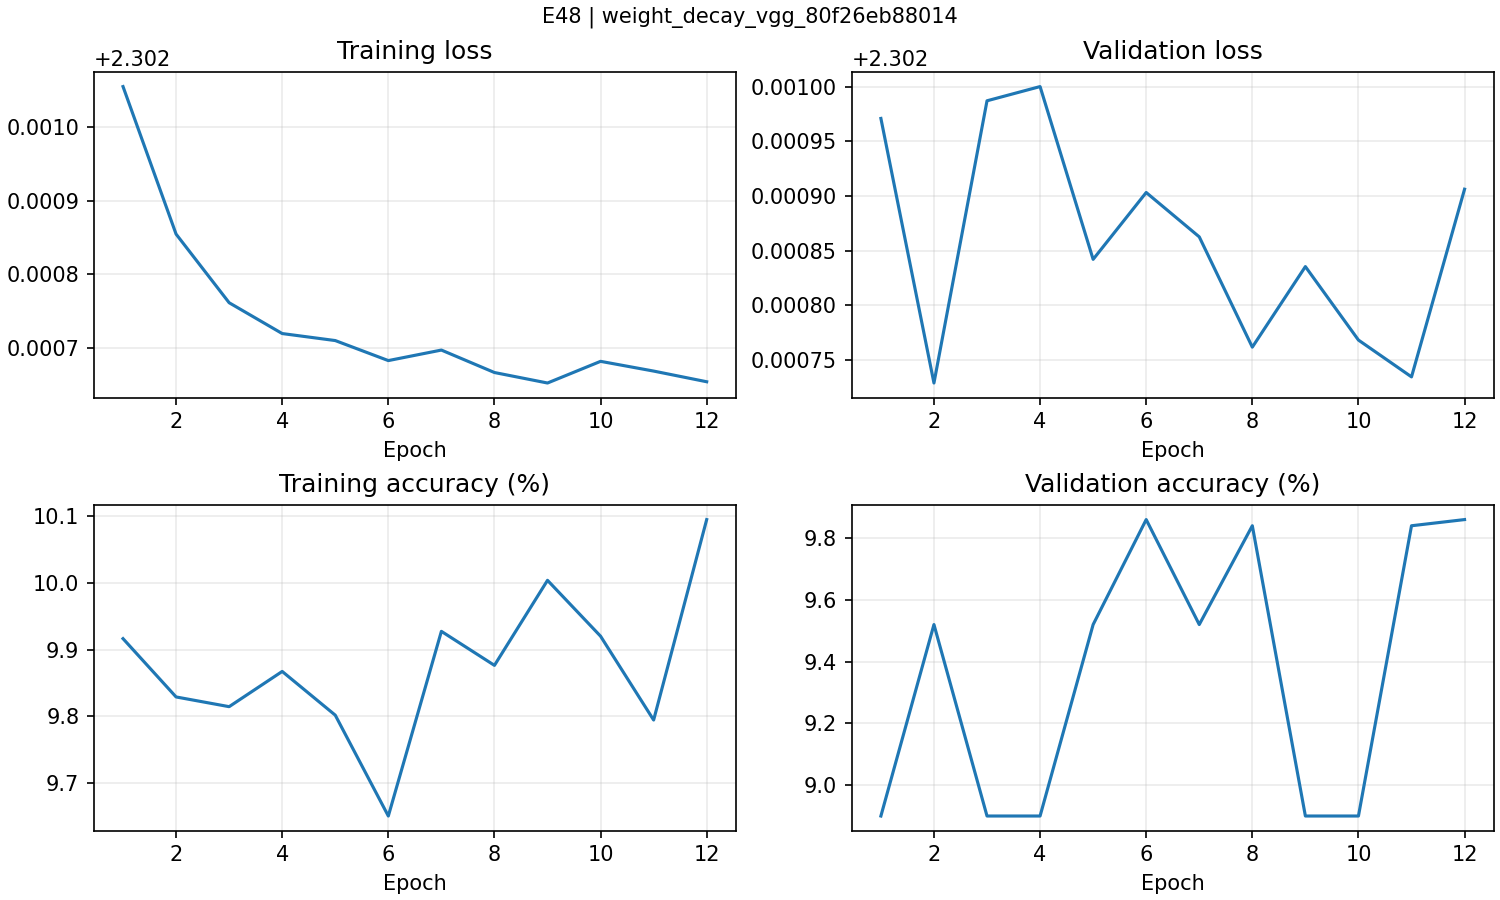 E48 | weight_decay_vgg_80f26eb88014
Training loss
+2.302
0.0010
0.0009
0.0008
0.0007
2 4 6 8 10 12
Epoch
Validation loss
+2.302
0.00100
0.00095
0.00090
0.00085
0.00080
0.00075
2 4 6 8 10 12
Epoch
Training accuracy (%)
10.1
10.0
9.9
9.8
9.7
2 4 6 8 10 12
Epoch
Validation accuracy (%)
9.8
9.6
9.4
9.2
9.0
2 4 6 8 10 12
Epoch